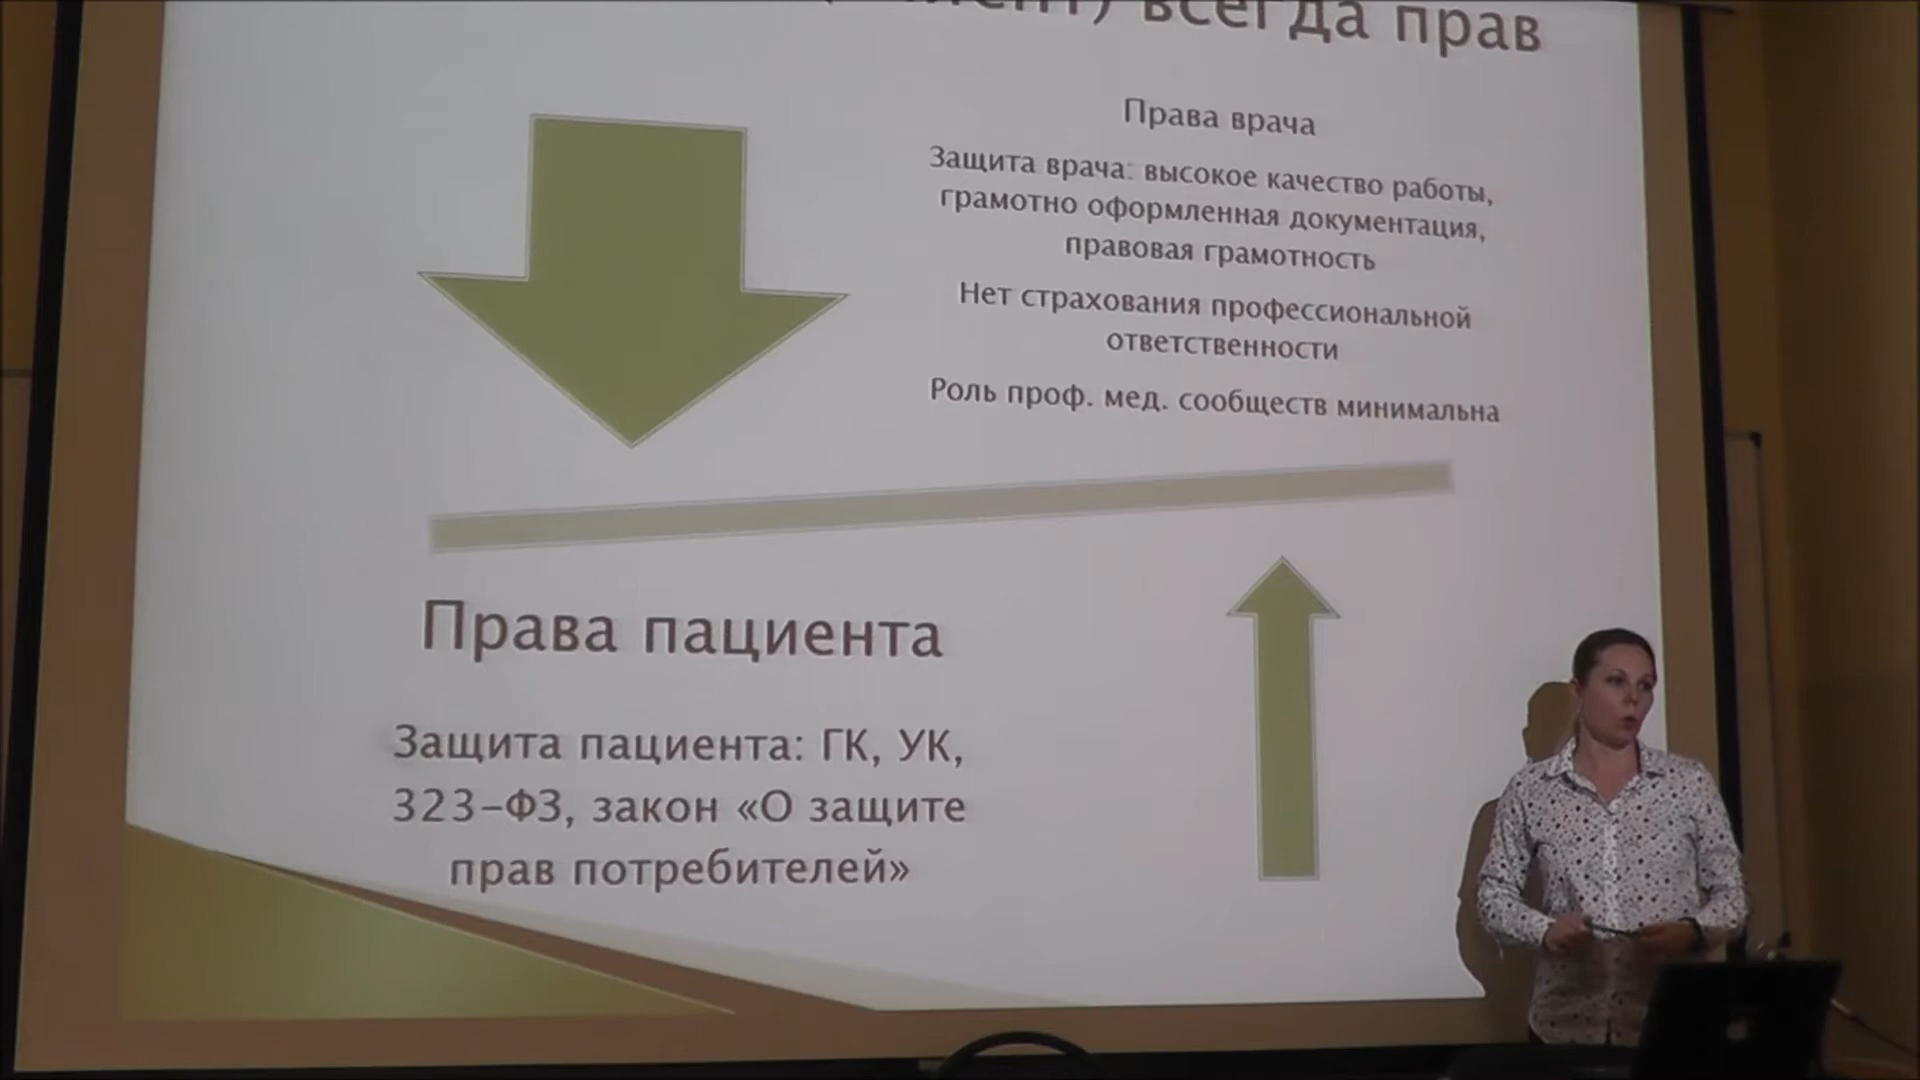 всегда прав
Права врача
Защита врача: высокое качество работы,
грамотно оформленная документация,
правовая грамотность
Нет страхования профессиональной
ответственности
Роль проф. мед. сообществ минимальна
Права пациента
Защита пациента: ГК, УК,
323-ФЗ, закон «О защите
прав потребителей»